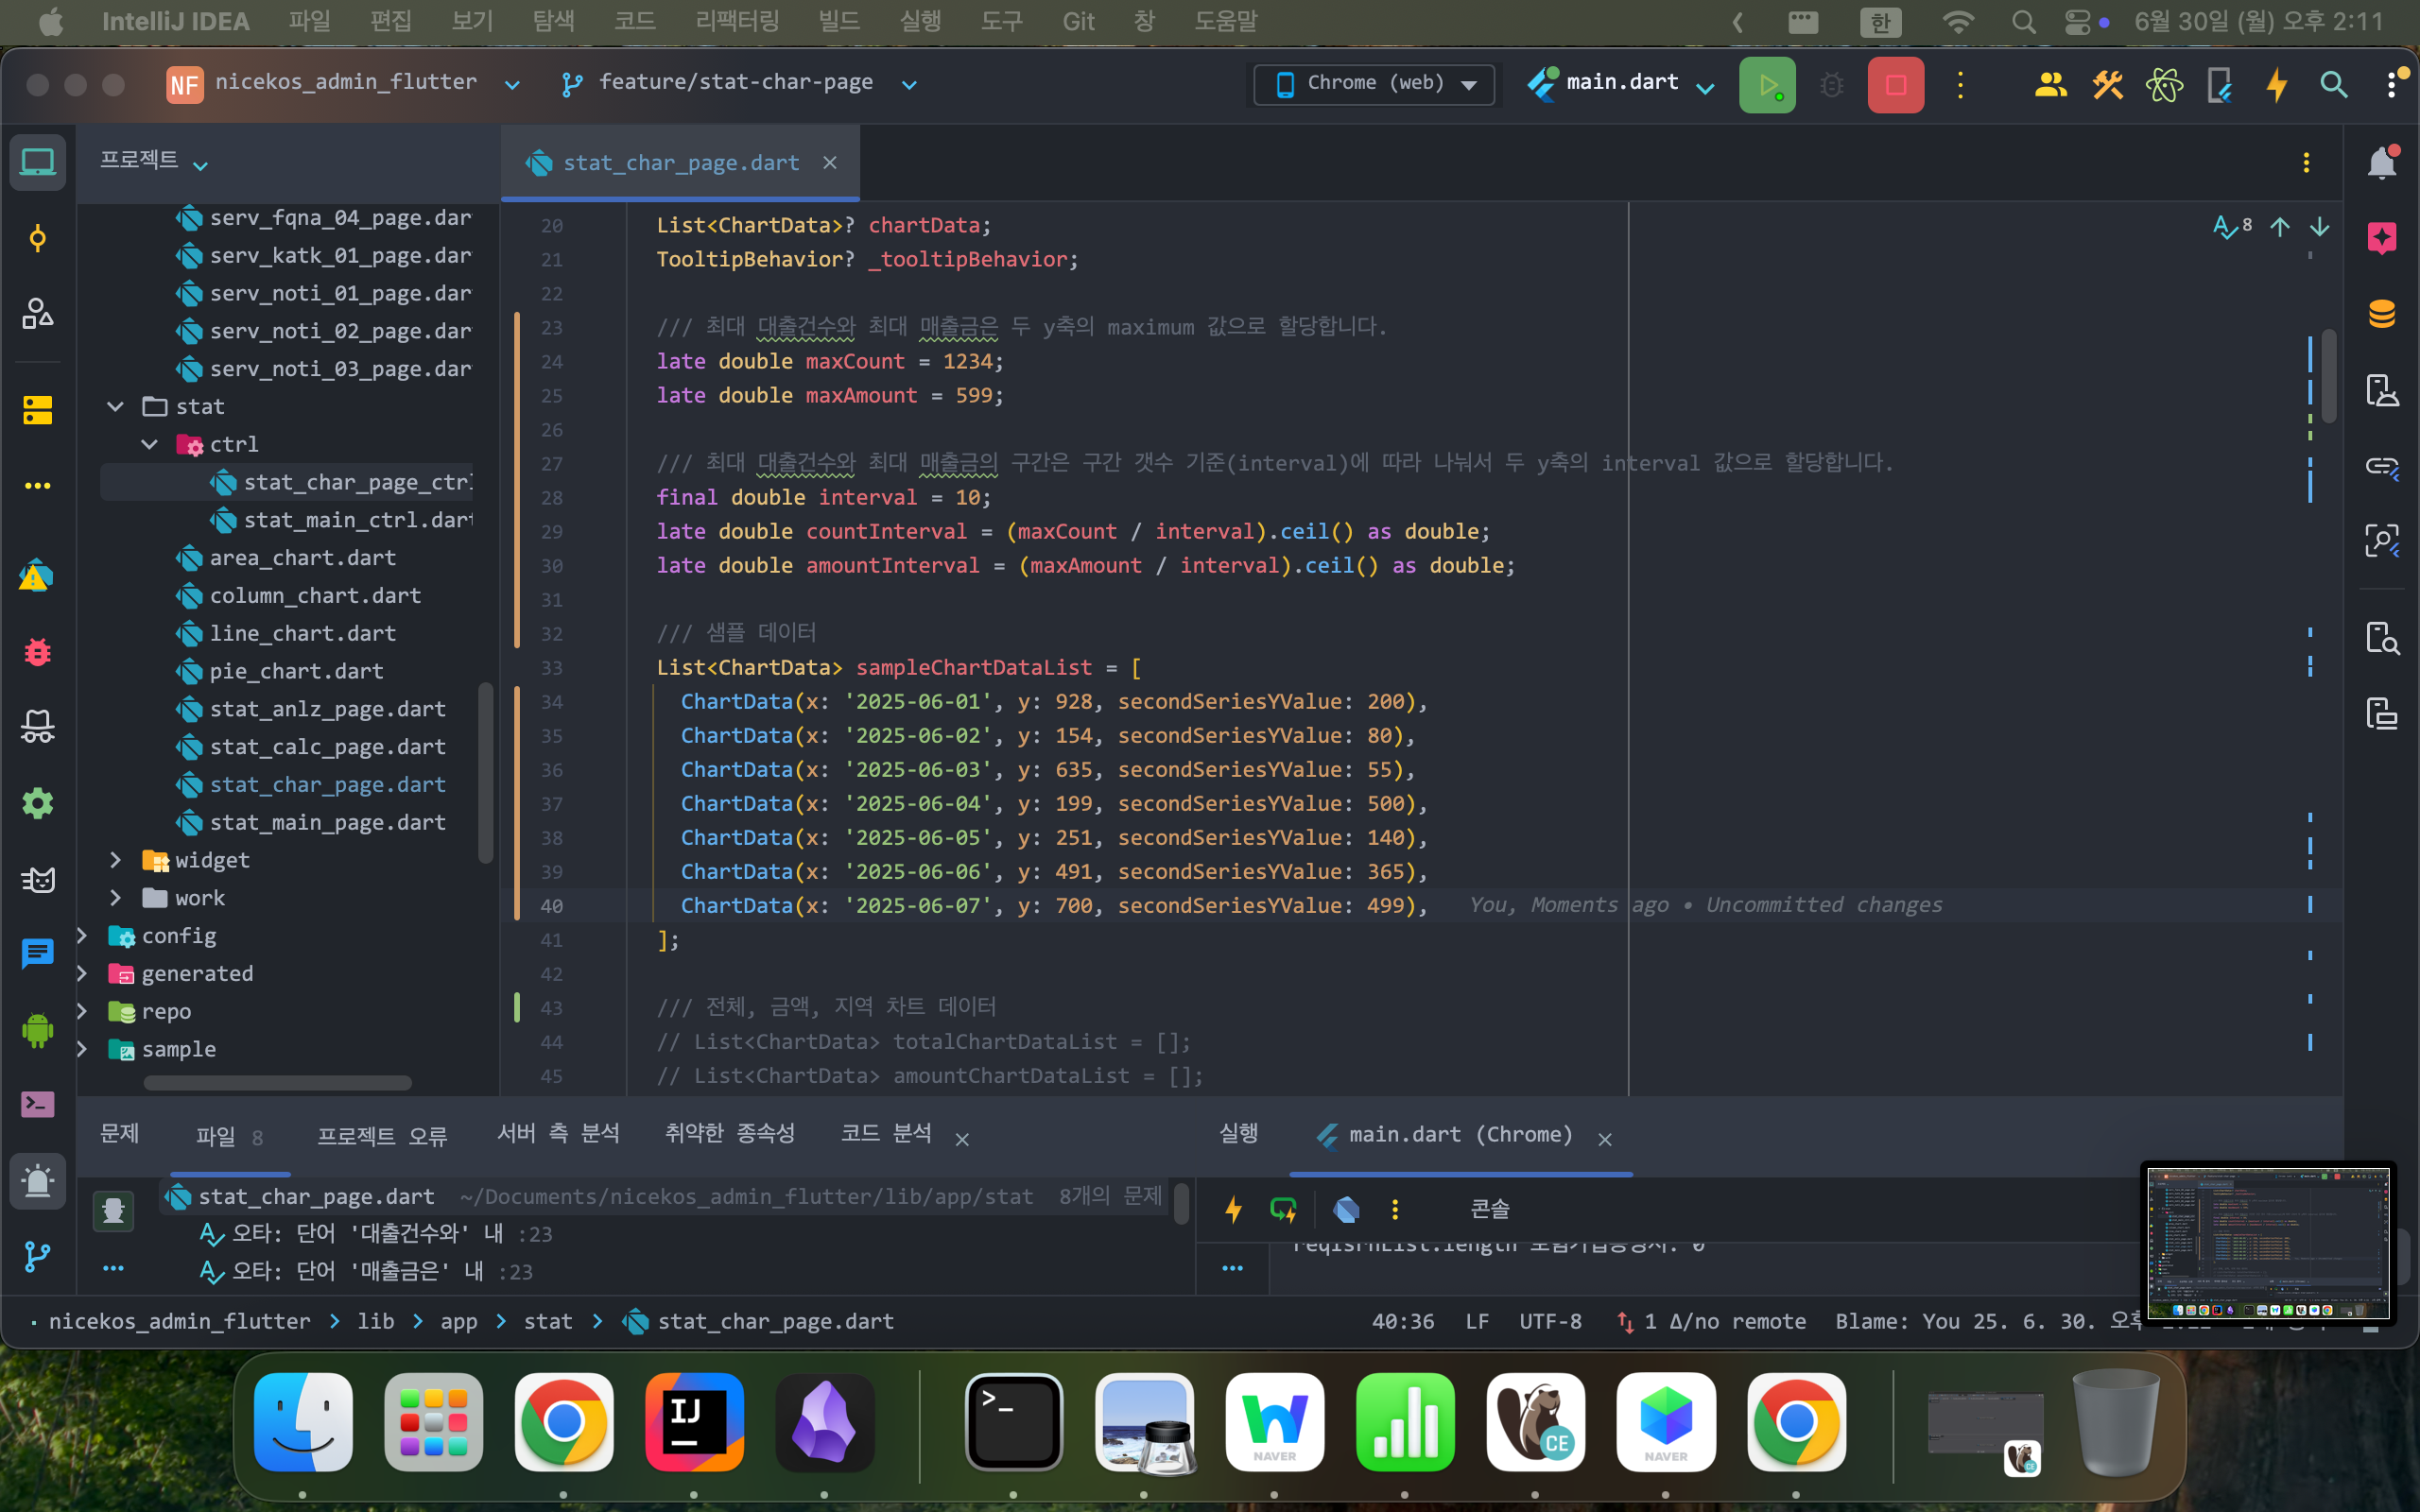 IntelliJ IDEA 파일 편집 보기 탐색 코드 리팩터링 빌드 실행 도구 Git 창 도움말 한 6월 30일 (월) 오후 2:11
NF nicekos_admin_flutter feature/stat-char-page Chrome (web) main.dart
프로젝트
stat_char_page.dart
serv_fqna_04_page.dar
serv_katk_01_page.dar
serv_noti_01_page.dar
serv_noti_02_page.dar
serv_noti_03_page.dar
stat
ctrl
stat_char_page_ctr
stat_main_ctrl.dart
area_chart.dart
column_chart.dart
line_chart.dart
pie_chart.dart
stat_anlz_page.dart
stat_calc_page.dart
stat_char_page.dart
stat_main_page.dart
widget
work
config
generated
repo
sample
8
20 List<ChartData>? chartData;
21 TooltipBehavior? _tooltipBehavior;
22
23 /// 최대 대출건수와 최대 매출금은 두 y축의 maximum 값으로 할당합니다.
24 late double maxCount = 1234;
25 late double maxAmount = 599;
26
27 /// 최대 대출건수와 최대 매출금의 구간은 구간 갯수 기준(interval)에 따라 나눠서 두 y축의 interval 값으로 할당합니다.
28 final double interval = 10;
29 late double countInterval = (maxCount / interval).ceil() as double;
30 late double amountInterval = (maxAmount / interval).ceil() as double;
31
32 /// 샘플 데이터
33 List<ChartData> sampleChartDataList = [
34 ChartData(x: '2025-06-01', y: 928, secondSeriesYValue: 200),
35 ChartData(x: '2025-06-02', y: 154, secondSeriesYValue: 80),
36 ChartData(x: '2025-06-03', y: 635, secondSeriesYValue: 55),
37 ChartData(x: '2025-06-04', y: 199, secondSeriesYValue: 500),
38 ChartData(x: '2025-06-05', y: 251, secondSeriesYValue: 140),
39 ChartData(x: '2025-06-06', y: 491, secondSeriesYValue: 365),
40 ChartData(x: '2025-06-07', y: 700, secondSeriesYValue: 499), You, Moments ago • Uncommitted changes
41 ];
42
43 /// 전체, 금액, 지역 차트 데이터
44 // List<ChartData> totalChartDataList = [];
45 // List<ChartData> amountChartDataList = [];
문제 파일 8 프로젝트 오류 서버 측 분석 취약한 종속성 코드 분석
stat_char_page.dart ~/Documents/nicekos_admin_flutter/lib/app/stat 8개의 문제
오타: 단어 '대출건수와' 내 :23
오타: 단어 '매출금은' 내 :23
실행 main.dart (Chrome)
콘솔
nicekos_admin_flutter > lib > app > stat > stat_char_page.dart
40:36 LF UTF-8 1 Δ/no remote Blame: You 25. 6. 30.
IJ
NAVER
CE
NAVER
CE